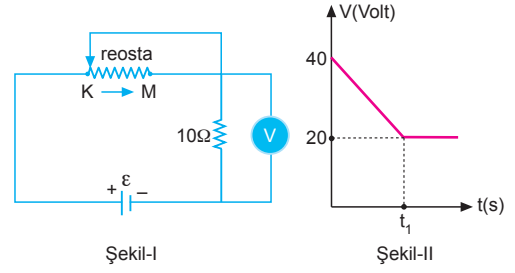 reosta
K → M
10Ω
V
+ ε −
Şekil-I
V(Volt)
40
20
t₁
t(s)
Şekil-II